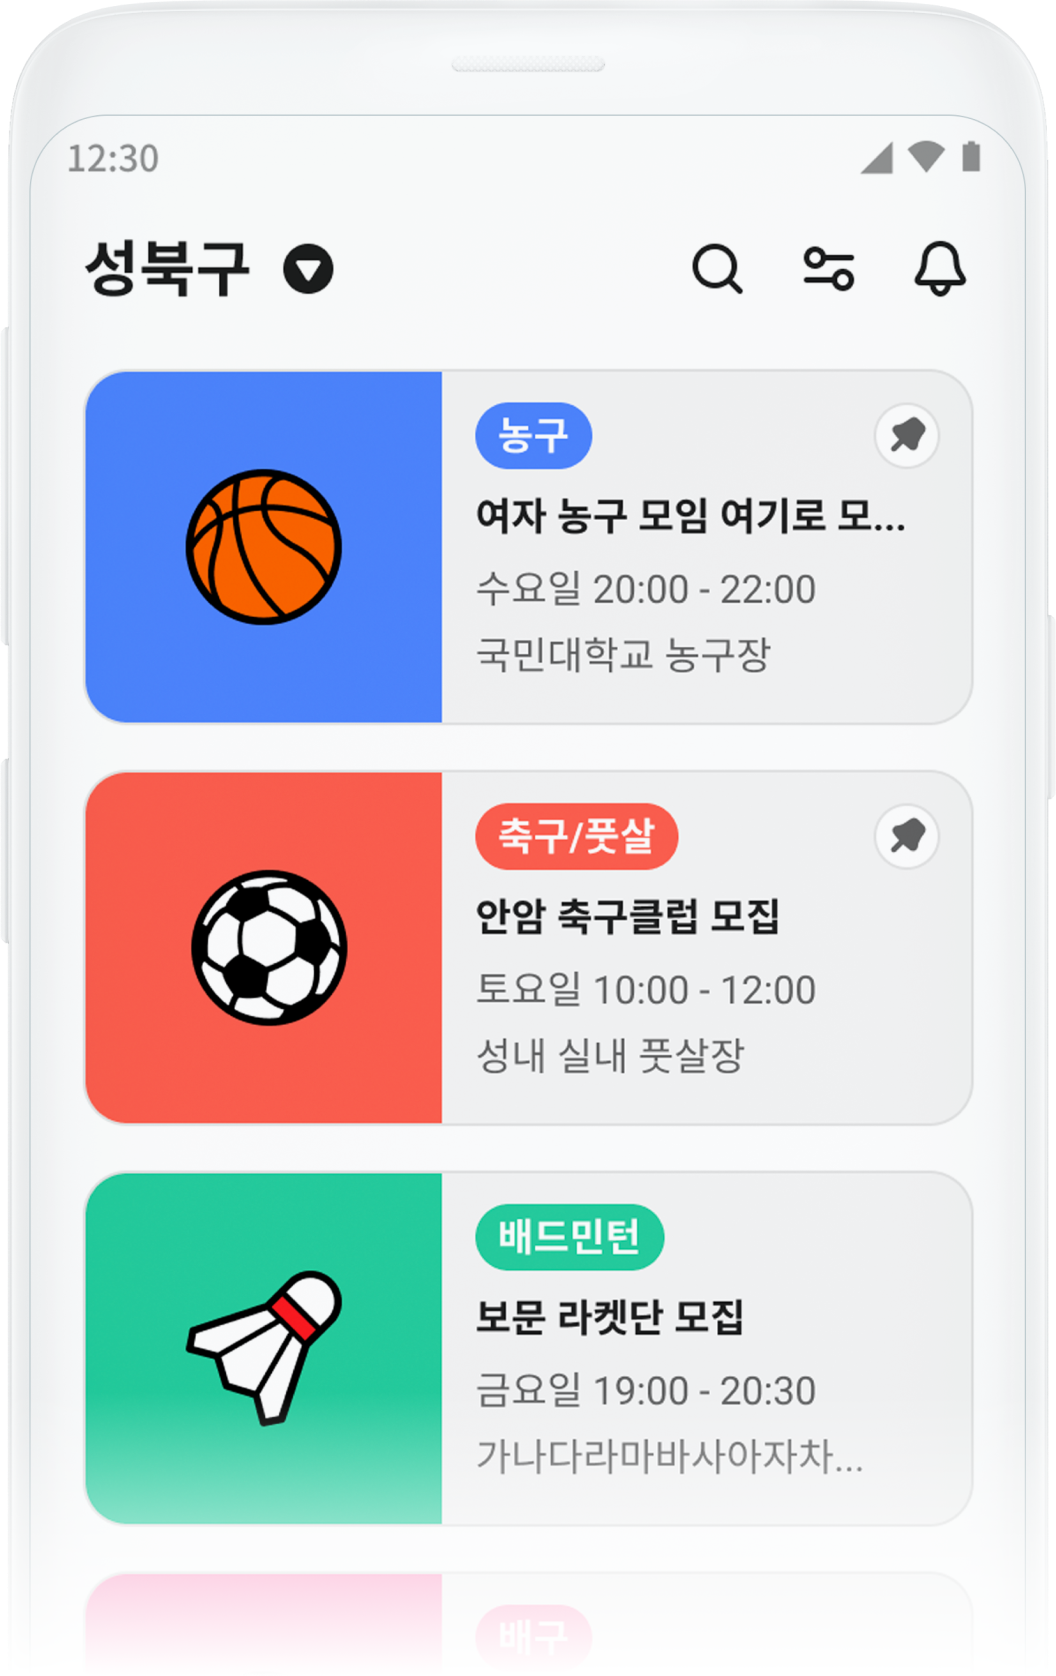 12:30
성북구
농구
여자 농구 모임 여기로 모...
수요일 20:00 - 22:00
국민대학교 농구장
축구/풋살
안암 축구클럽 모집
토요일 10:00 - 12:00
성내 실내 풋살장
배드민턴
보문 라켓단 모집
금요일 19:00 - 20:30
가나다라마바사아자차...
배구